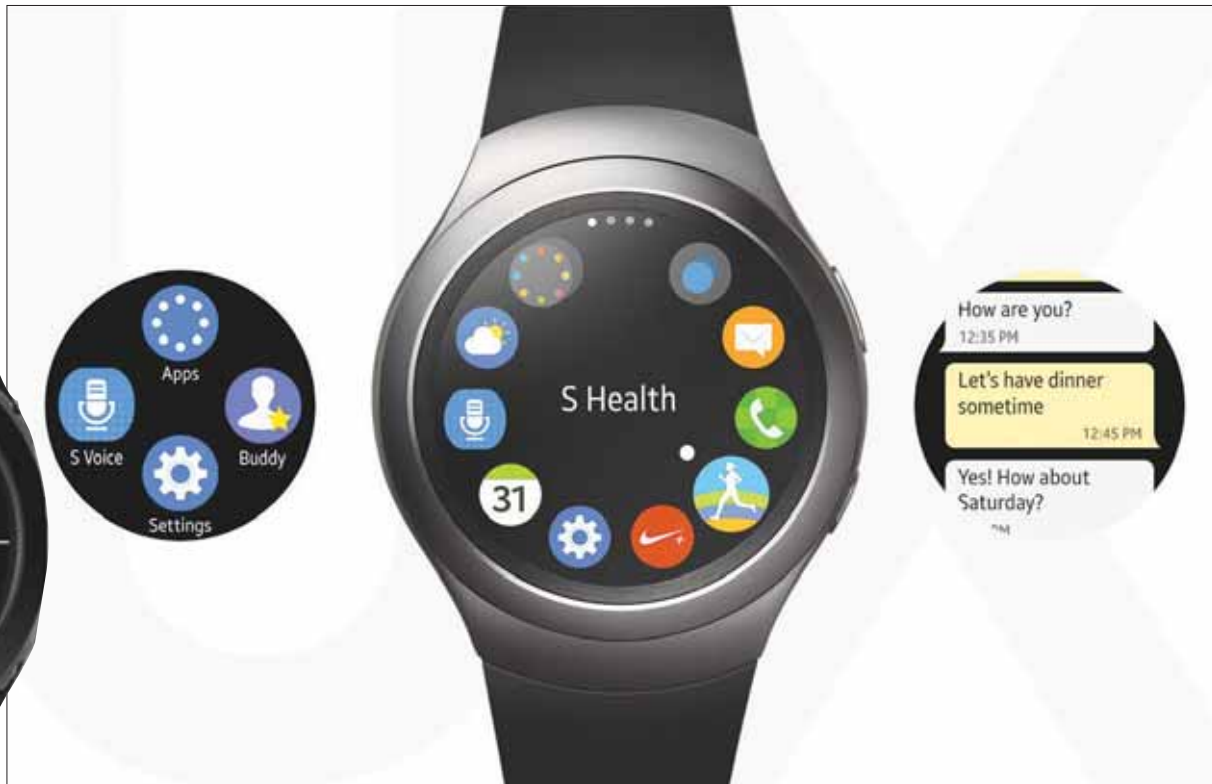 Apps
S Voice
Buddy
Settings
S Health
31
How are you?
12:35 PM
Let's have dinner
sometime
12:45 PM
Yes! How about
Saturday?
PM